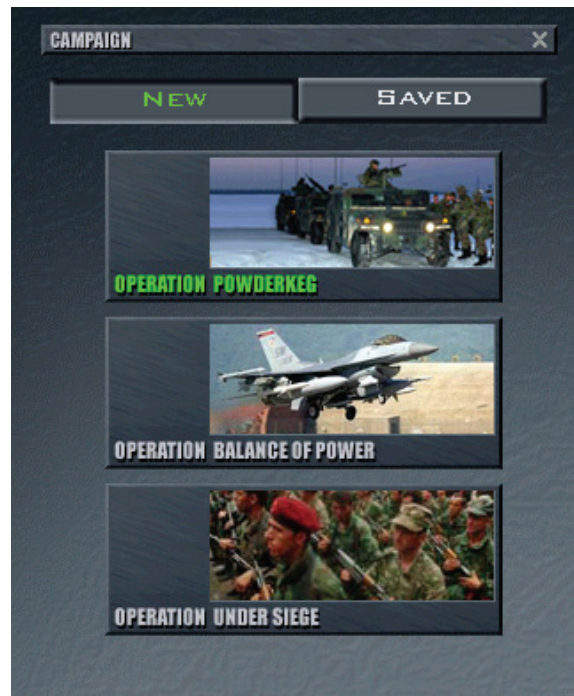 CAMPAIGN X
NEW SAVED
OPERATION POWDERKEG
OPERATION BALANCE OF POWER
OPERATION UNDER SIEGE